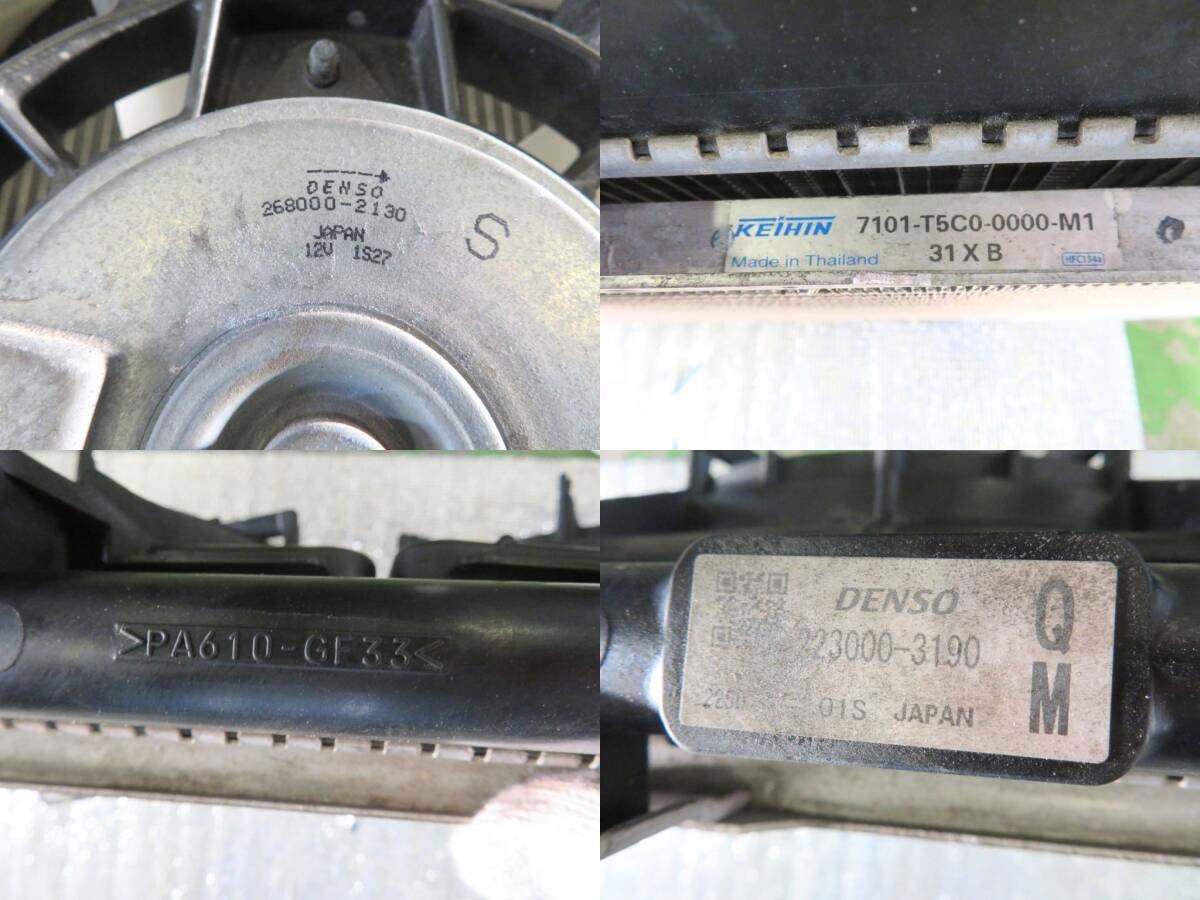 DENSO
268000-2130
JAPAN
12V 1S27
S
KEIHIN 7101-T5C0-0000-M1
Made in Thailand 31 X B HFC134a
>PA610-GF33<
DENSO Q
223000-3190
01S JAPAN M